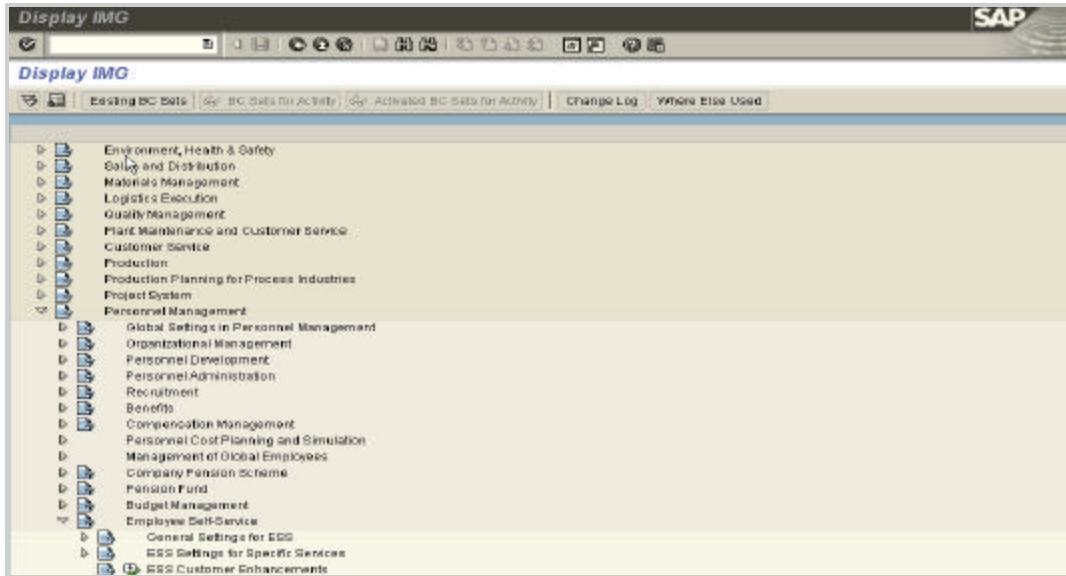 Display IMG
SAP
Display IMG
Existing BC Sets BC Sets for Activity Activated BC Sets for Activity Change Log Where Else Used
Environment, Health & Safety
Sales and Distribution
Materials Management
Logistics Execution
Quality Management
Plant Maintenance and Customer Service
Customer Service
Production
Production Planning for Process Industries
Project System
Personnel Management
Global Settings in Personnel Management
Organizational Management
Personnel Development
Personnel Administration
Recruitment
Benefits
Compensation Management
Personnel Cost Planning and Simulation
Management of Global Employees
Company Pension Scheme
Pension Fund
Budget Management
Employee Self-Service
General Settings for ESS
ESS Settings for Specific Services
ESS Customer Enhancements